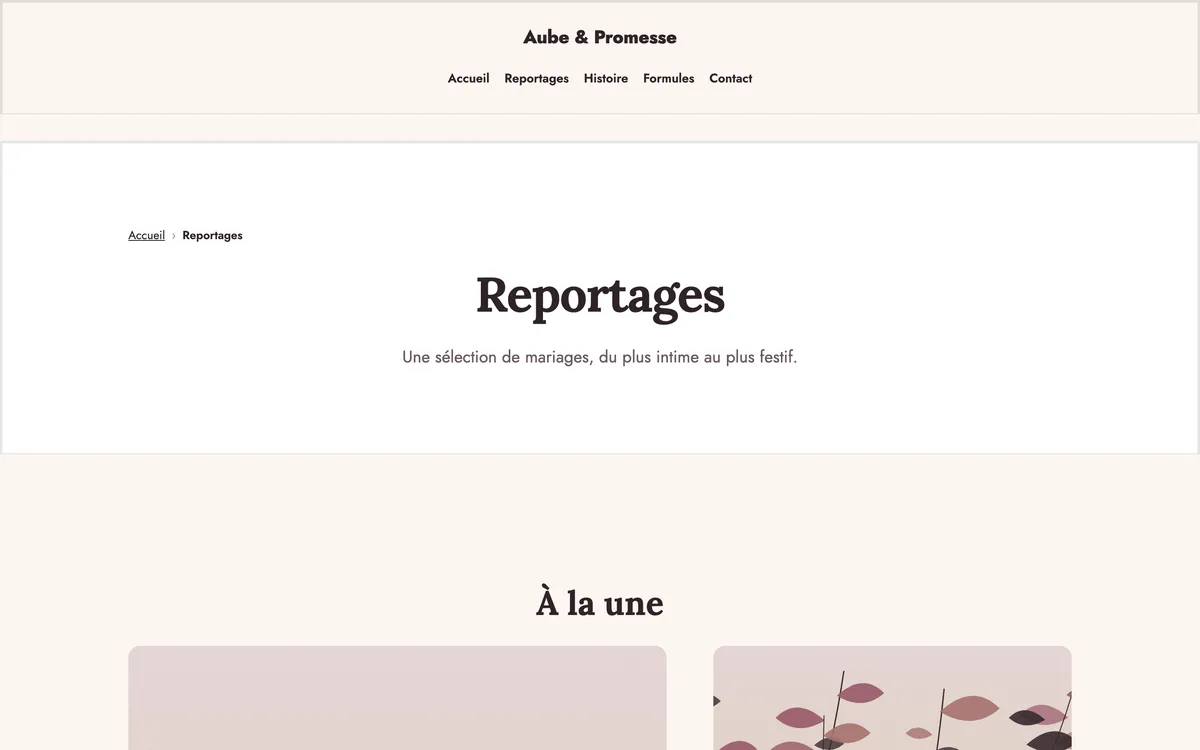 Aube & Promesse
Accueil Reportages Histoire Formules Contact
Accueil › Reportages
Reportages
Une sélection de mariages, du plus intime au plus festif.
À la une